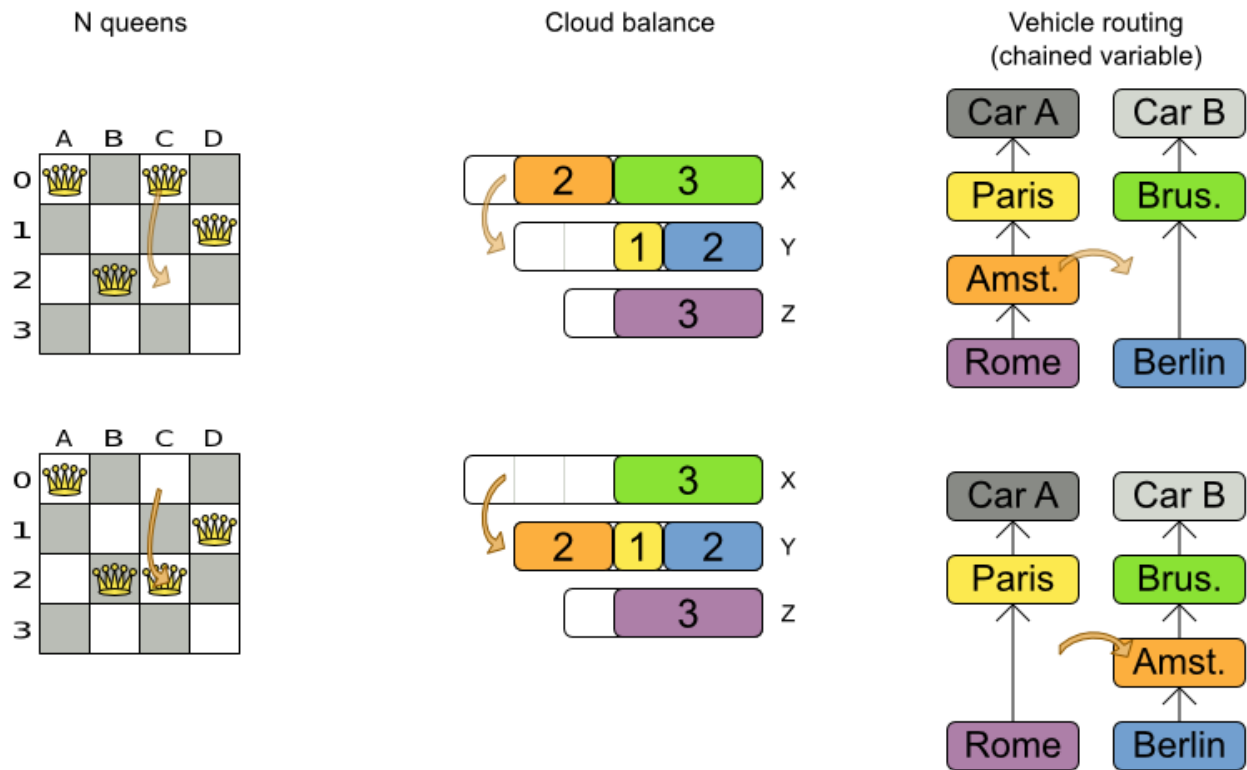 N queens
Cloud balance
Vehicle routing
(chained variable)
A B C D
0
1
2
3
2 3 X
1 2 Y
3 Z
Car A Car B
Paris Brus.
Amst.
Rome Berlin
A B C D
0
1
2
3
3 X
2 1 2 Y
3 Z
Car A Car B
Paris Brus.
Amst.
Rome Berlin